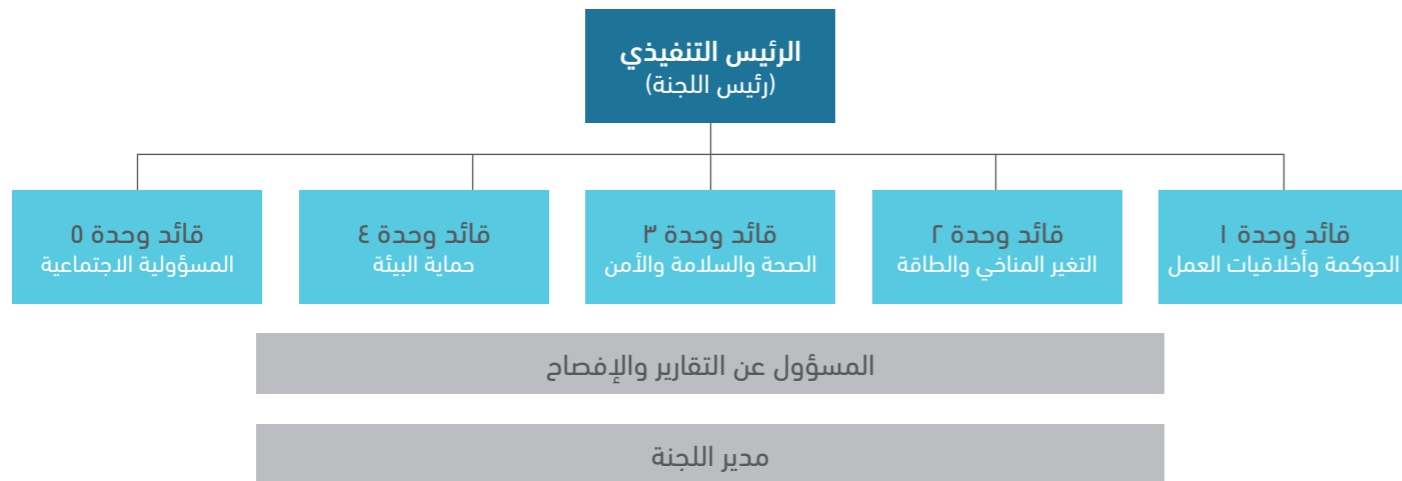 الرئيس التنفيذي
(رئيس اللجنة)
قائد وحدة ١
الحوكمة وأخلاقيات العمل
قائد وحدة ٢
التغير المناخي والطاقة
قائد وحدة ٣
الصحة والسلامة والأمن
قائد وحدة ٤
حماية البيئة
قائد وحدة ٥
المسؤولية الاجتماعية
المسؤول عن التقارير والإفصاح
مدير اللجنة